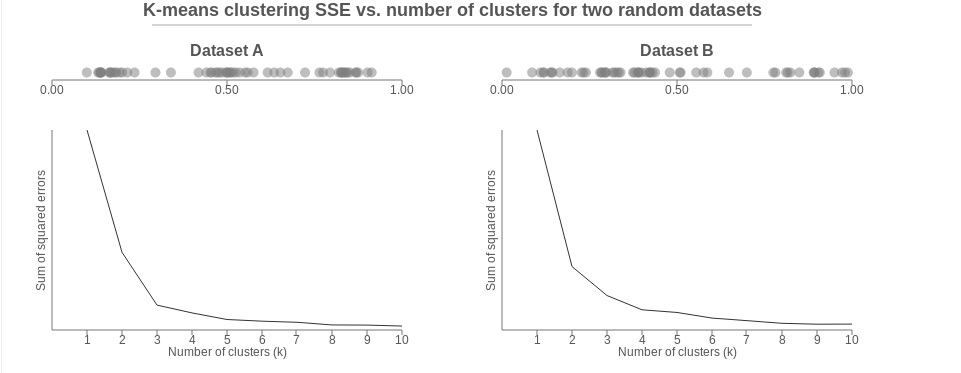 K-means clustering SSE vs. number of clusters for two random datasets
Dataset A
0.00 0.50 1.00
Sum of squared errors
1 2 3 4 5 6 7 8 9 10
Number of clusters (k)
Dataset B
0.00 0.50 1.00
Sum of squared errors
1 2 3 4 5 6 7 8 9 10
Number of clusters (k)